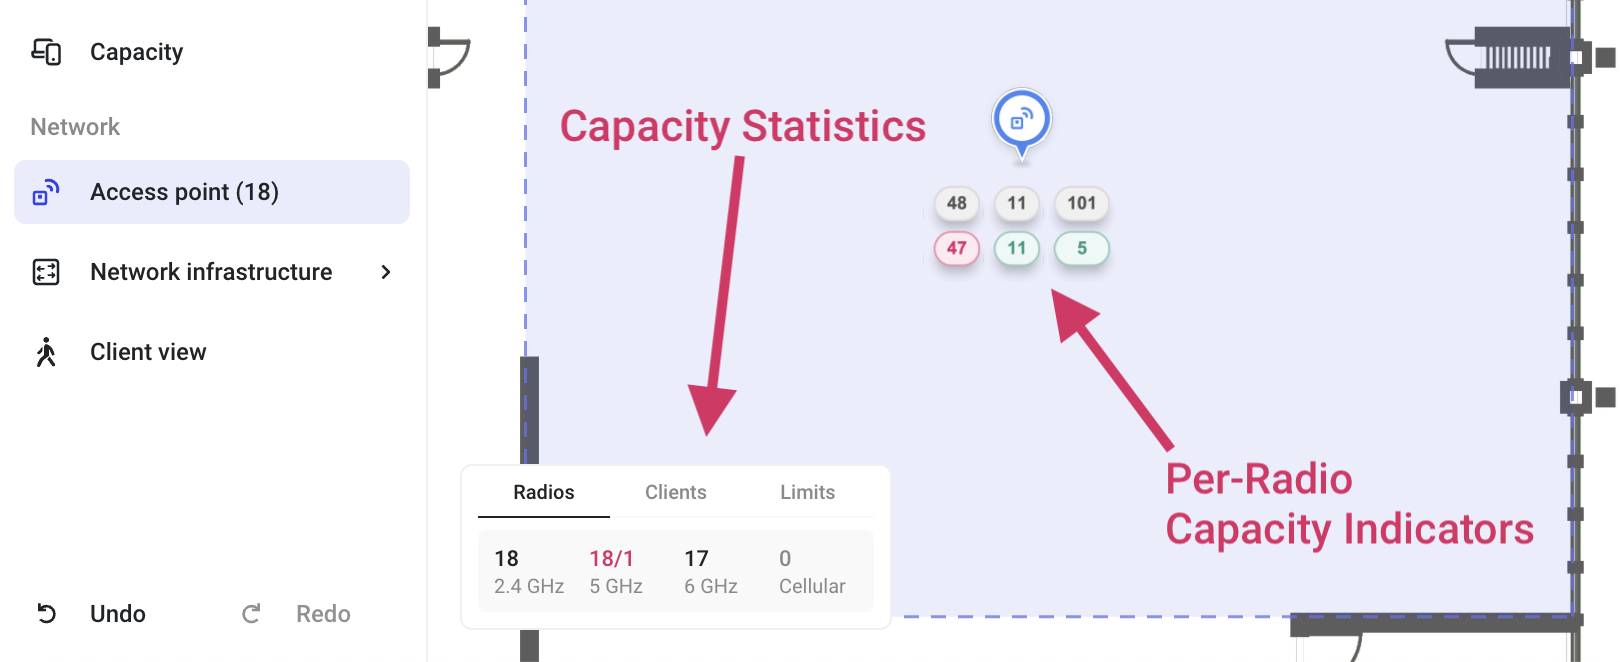 Capacity
Network
Access point (18)
Network infrastructure
Client view
Undo
Redo
Capacity Statistics
48 11 101
47 11 5
Per-Radio
Capacity Indicators
Radios Clients Limits
18 18/1 17 0
2.4 GHz 5 GHz 6 GHz Cellular